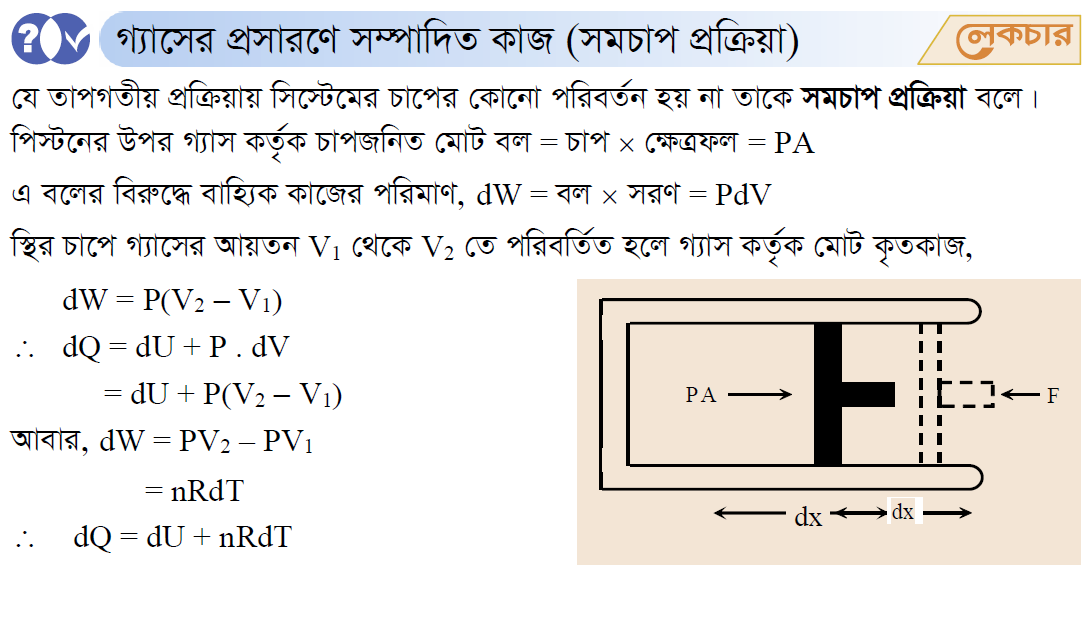 ?
গ্যাসের প্রসারণে সম্পাদিত কাজ (সমচাপ প্রক্রিয়া)
লেকচার
যে তাপগতীয় প্রক্রিয়ায় সিস্টেমের চাপের কোনো পরিবর্তন হয় না তাকে সমচাপ প্রক্রিয়া বলে।
পিস্টনের উপর গ্যাস কর্তৃক চাপজনিত মোট বল = চাপ × ক্ষেত্রফল = PA
এ বলের বিরুদ্ধে বাহ্যিক কাজের পরিমাণ, dW = বল × সরণ = PdV
স্থির চাপে গ্যাসের আয়তন V₁ থেকে V₂ তে পরিবর্তিত হলে গ্যাস কর্তৃক মোট কৃতকাজ,
dW = P(V₂ – V₁)
∴ dQ = dU + P . dV
= dU + P(V₂ – V₁)
আবার, dW = PV₂ – PV₁
= nRdT
∴ dQ = dU + nRdT
PA
F
dx
dx